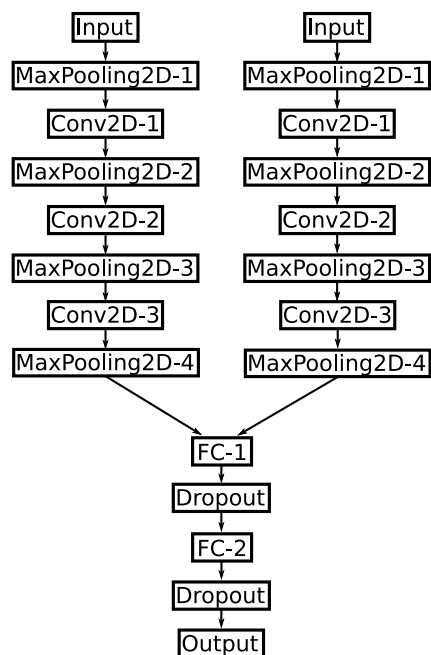 Input Input
MaxPooling2D-1 MaxPooling2D-1
Conv2D-1 Conv2D-1
MaxPooling2D-2 MaxPooling2D-2
Conv2D-2 Conv2D-2
MaxPooling2D-3 MaxPooling2D-3
Conv2D-3 Conv2D-3
MaxPooling2D-4 MaxPooling2D-4
FC-1
Dropout
FC-2
Dropout
Output